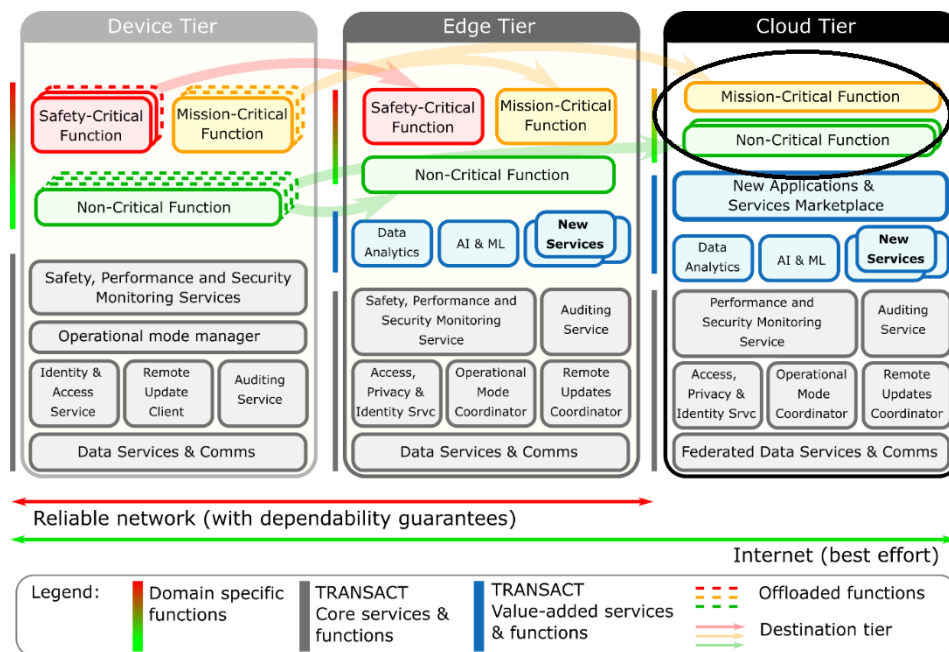 Device Tier
Safety-Critical
Function
Mission-Critical
Function
Non-Critical Function
Safety, Performance and Security
Monitoring Services
Operational mode manager
Identity &
Access
Service
Remote
Update
Client
Auditing
Service
Data Services & Comms
Edge Tier
Safety-Critical
Function
Mission-Critical
Function
Non-Critical Function
Data
Analytics
AI & ML
New
Services
Safety, Performance and
Security Monitoring
Service
Auditing
Service
Access,
Privacy &
Identity Srvc
Operational
Mode
Coordinator
Remote
Updates
Coordinator
Data Services & Comms
Cloud Tier
Mission-Critical Function
Non-Critical Function
New Applications &
Services Marketplace
Data
Analytics
AI & ML
New
Services
Performance and
Security Monitoring
Service
Auditing
Service
Access,
Privacy &
Identity Srvc
Operational
Mode
Coordinator
Remote
Updates
Coordinator
Federated Data Services & Comms
Reliable network (with dependability guarantees)
Internet (best effort)
Legend:
Domain specific
functions
TRANSACT
Core services &
functions
TRANSACT
Value-added services
& functions
Offloaded functions
Destination tier